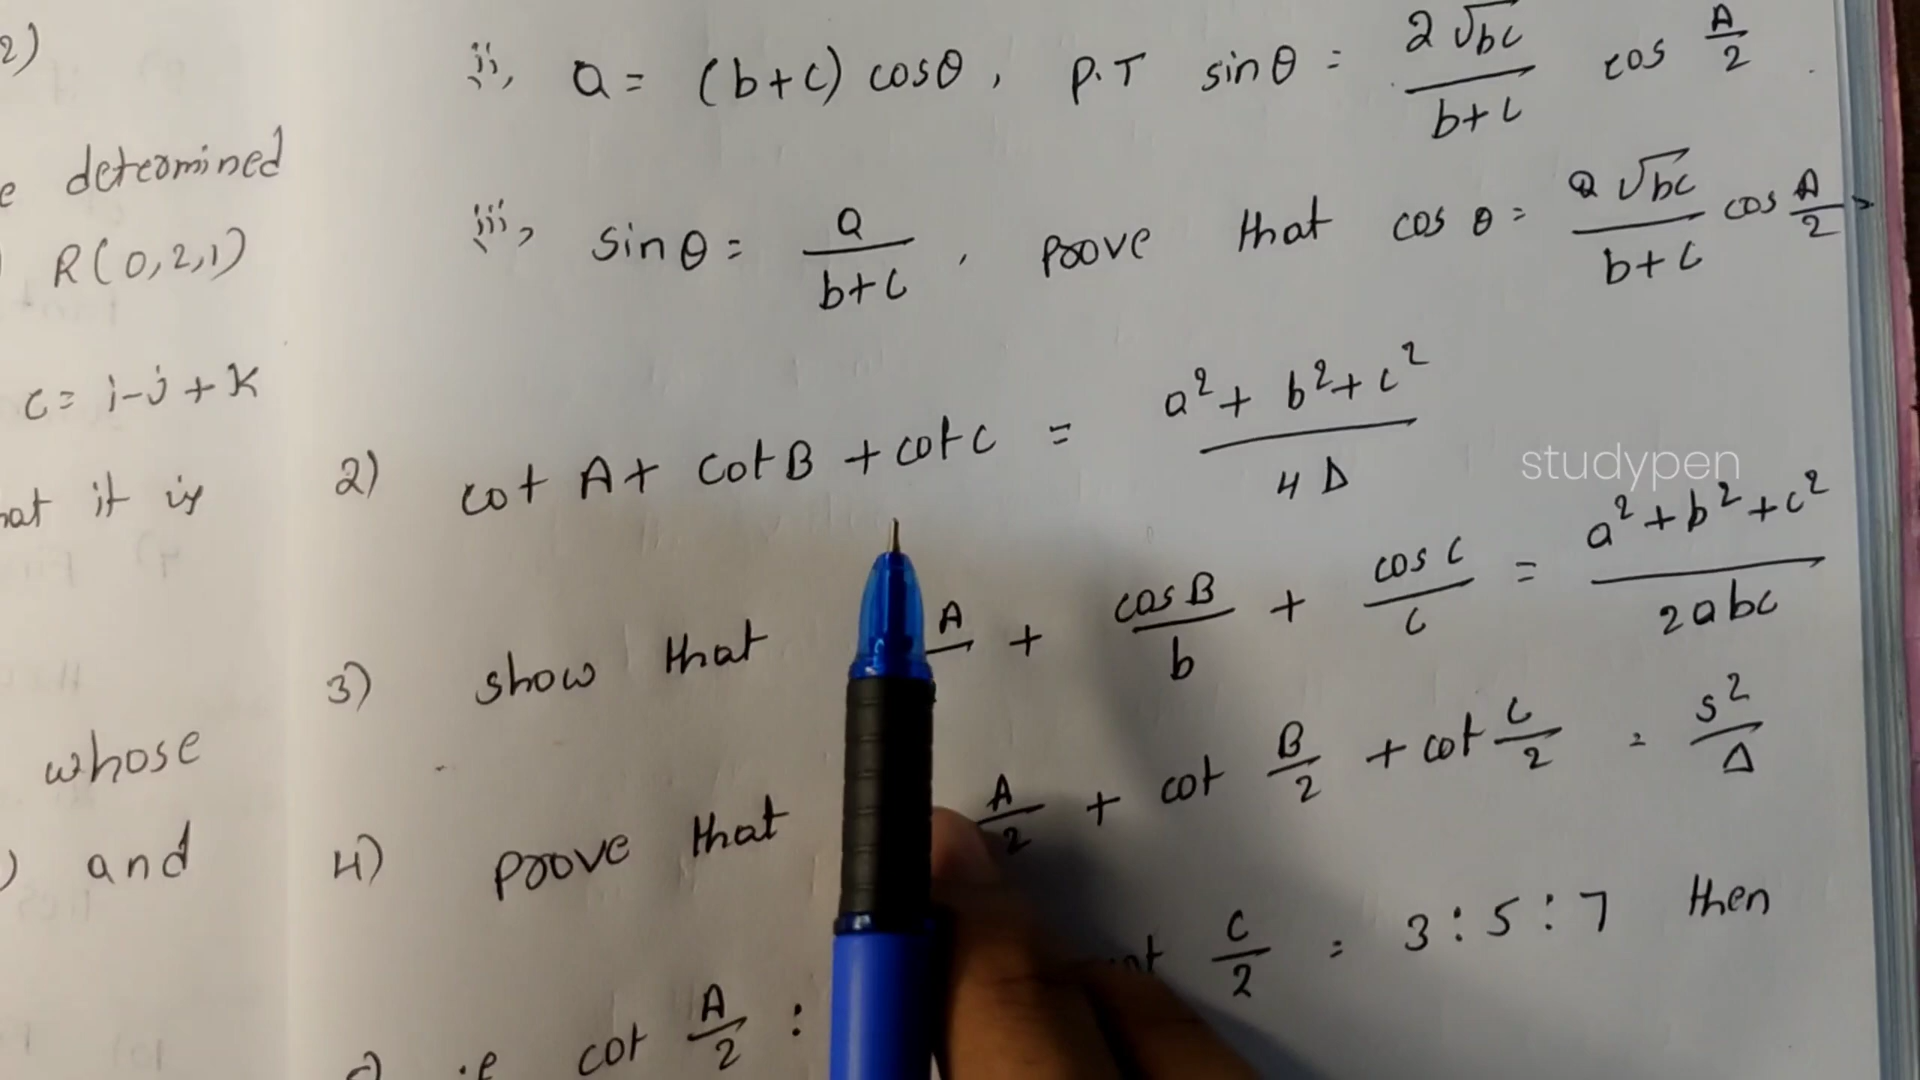 2)
e determined
R(0,2,1)
c = i-j+k
hat it is
whose
) and
ii, a = (b+c) cosθ, P.T sinθ = 2√bc / b+c cos A/2
iii, sinθ = a / b+c, prove that cos θ = 2√bc / b+c cos A/2
2) cot A + cot B + cot C = a² + b² + c² / 4Δ
studypen
3) show that A + cos B / b + cos C / c = a² + b² + c² / 2abc
4) prove that A/2 + cot B/2 + cot C/2 = s² / Δ
cot A/2 : C/2 = 3:5:7 then